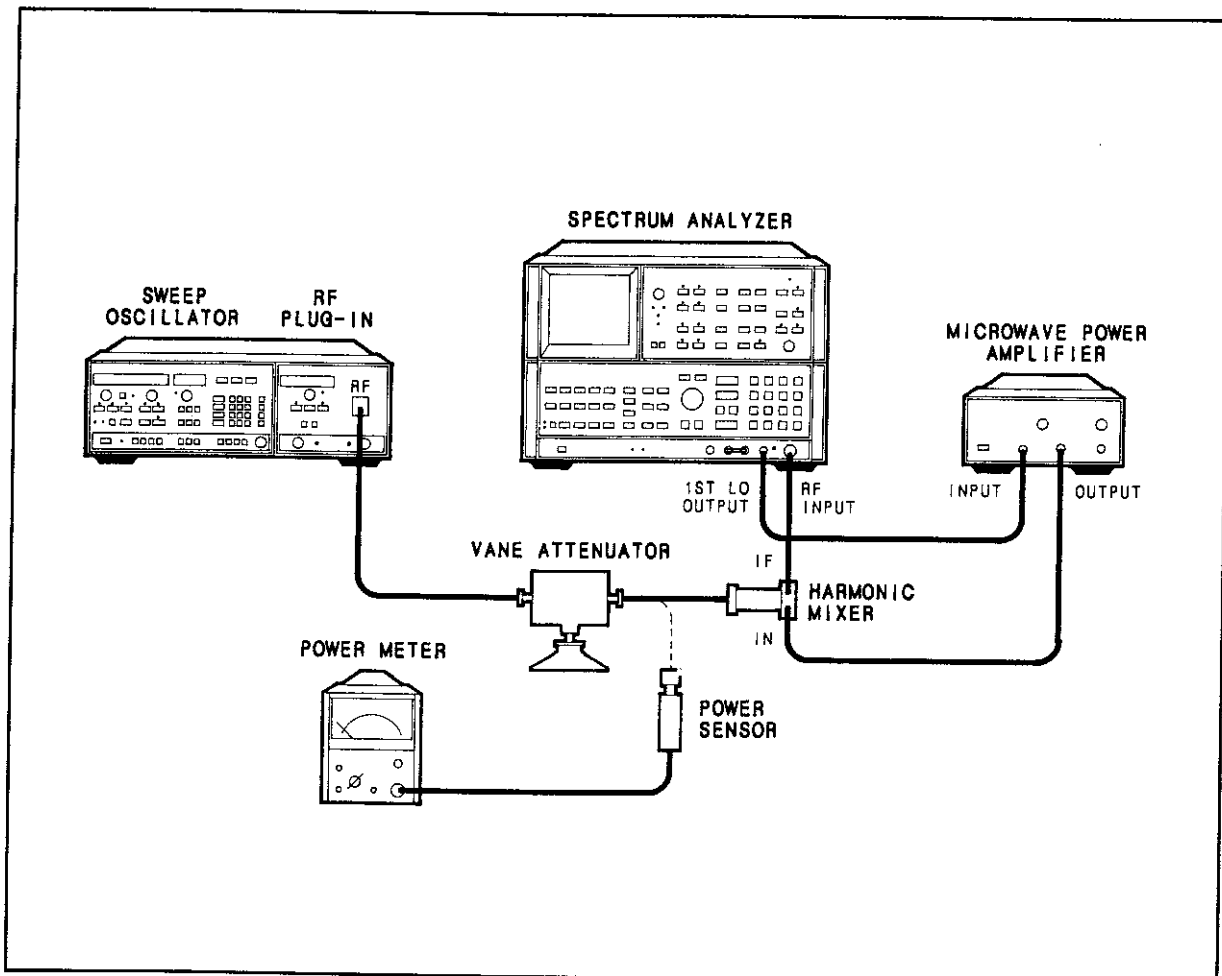 SPECTRUM ANALYZER
SWEEP
OSCILLATOR
RF
PLUG-IN
RF
MICROWAVE POWER
AMPLIFIER
1ST LO
OUTPUT
RF
INPUT
INPUT
OUTPUT
VANE ATTENUATOR
IF
HARMONIC
MIXER
IN
POWER METER
POWER
SENSOR